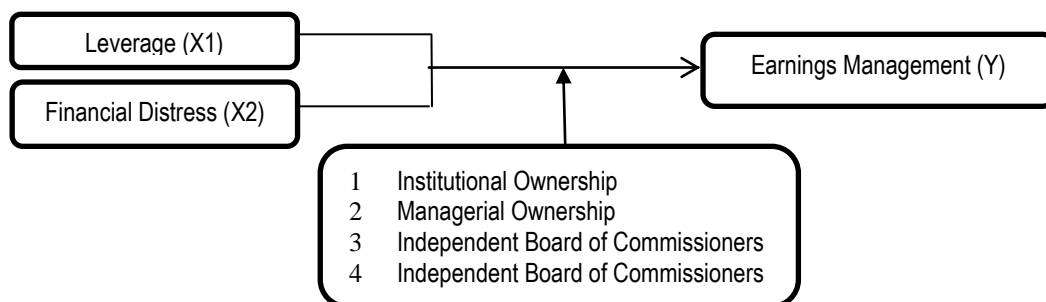 Leverage (X1)
Earnings Management (Y)
Financial Distress (X2)
1 Institutional Ownership
2 Managerial Ownership
3 Independent Board of Commissioners
4 Independent Board of Commissioners